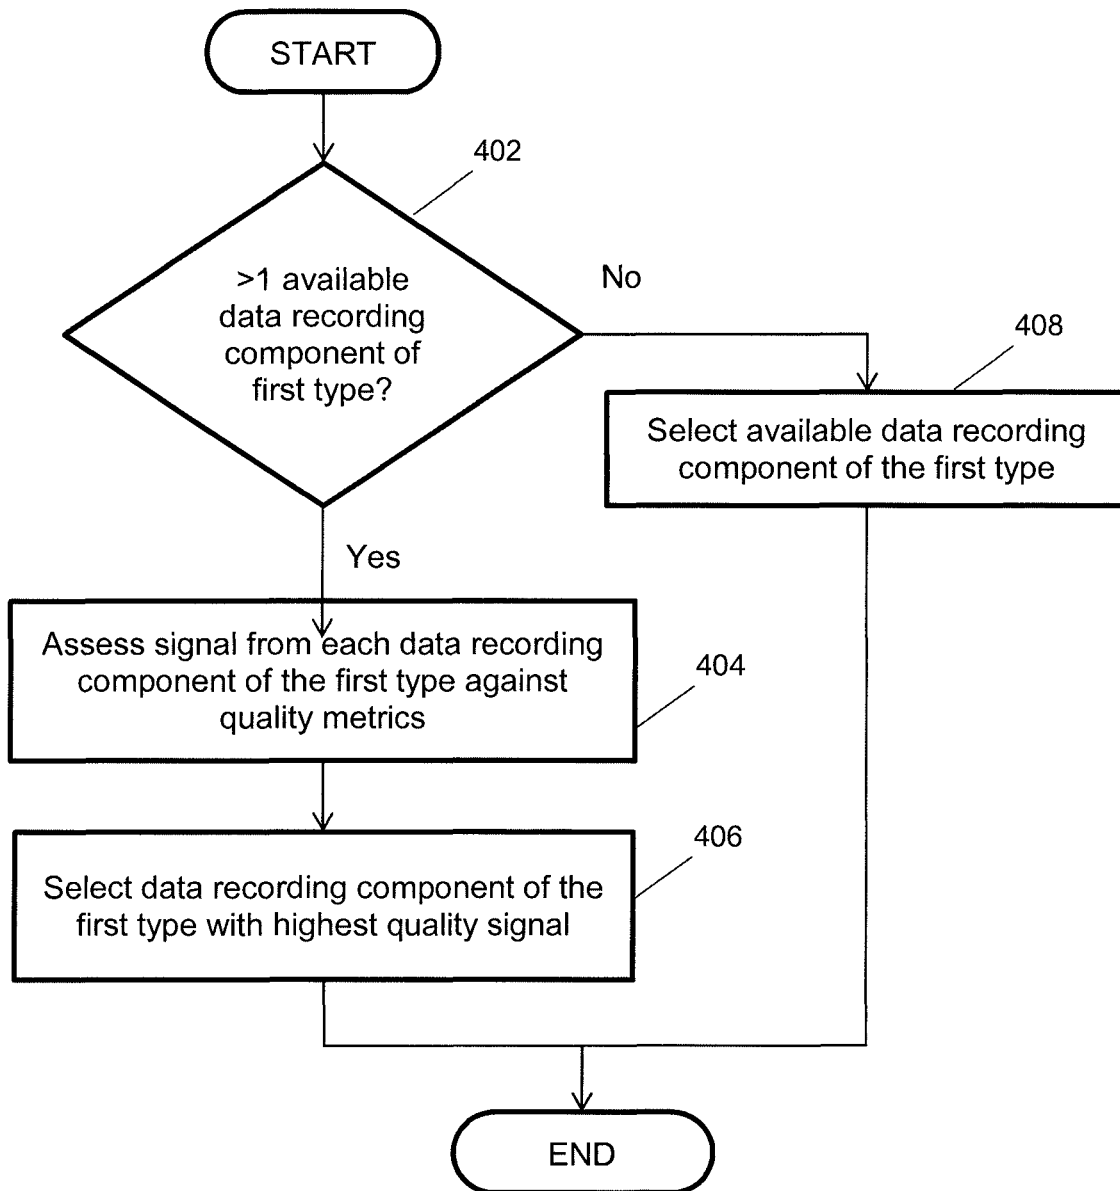 START
402
>1 available
data recording
component of
first type?
No
408
Select available data recording
component of the first type
Yes
Assess signal from each data recording
component of the first type against
quality metrics
404
406
Select data recording component of the
first type with highest quality signal
END